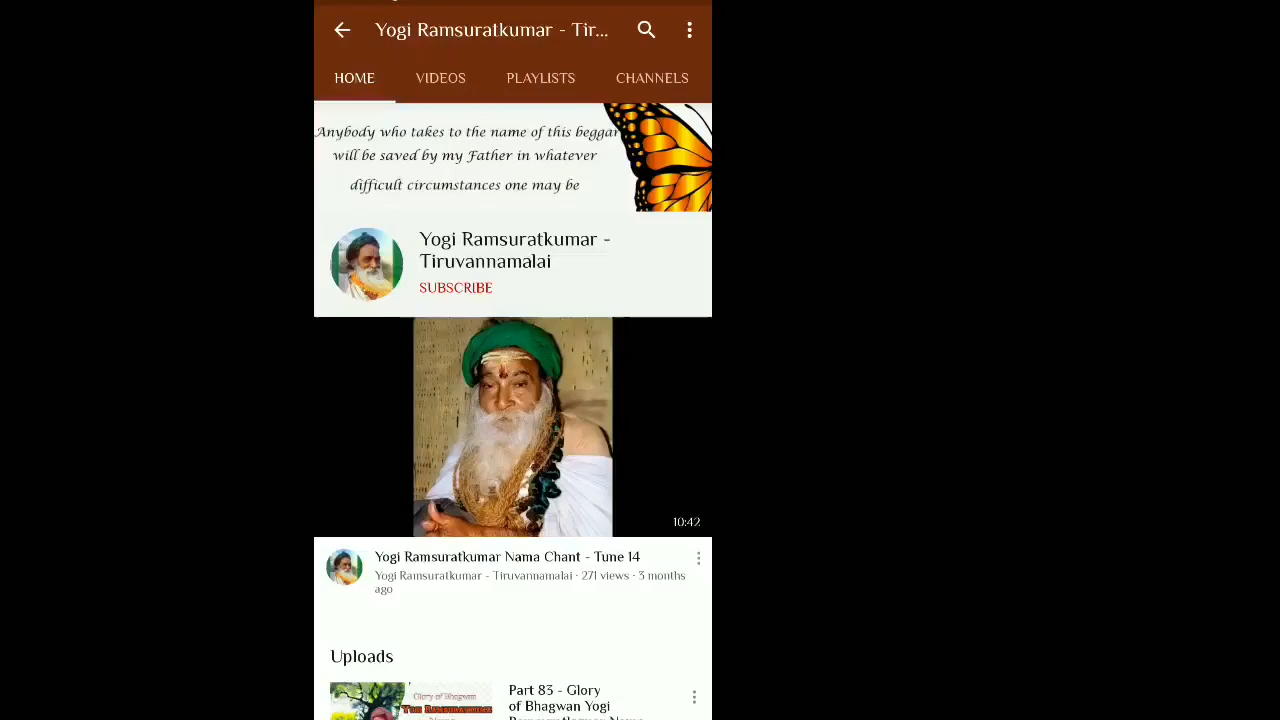 Yogi Ramsuratkumar - Tir...
HOME VIDEOS PLAYLISTS CHANNELS
Anybody who takes to the name of this beggar
will be saved by my Father in whatever
difficult circumstances one may be
Yogi Ramsuratkumar -
Tiruvannamalai
SUBSCRIBE
10:42
Yogi Ramsuratkumar Nama Chant - Tune 14
Yogi Ramsuratkumar - Tiruvannamalai · 271 views · 3 months
ago
Uploads
Glory of Bhagwan
Part 83 - Glory
of Bhagwan Yogi